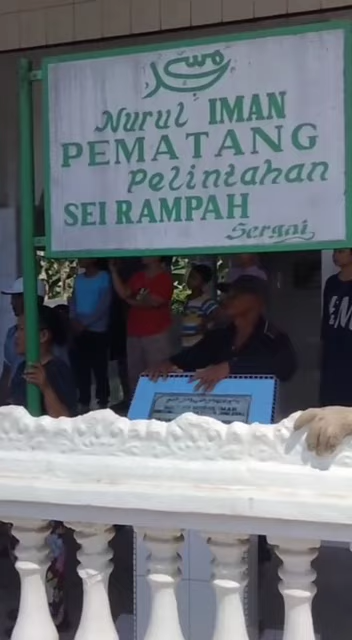 مسجد
Nurul IMAN
PEMATANG
Pelintahan
SEI RAMPAH
Sergai